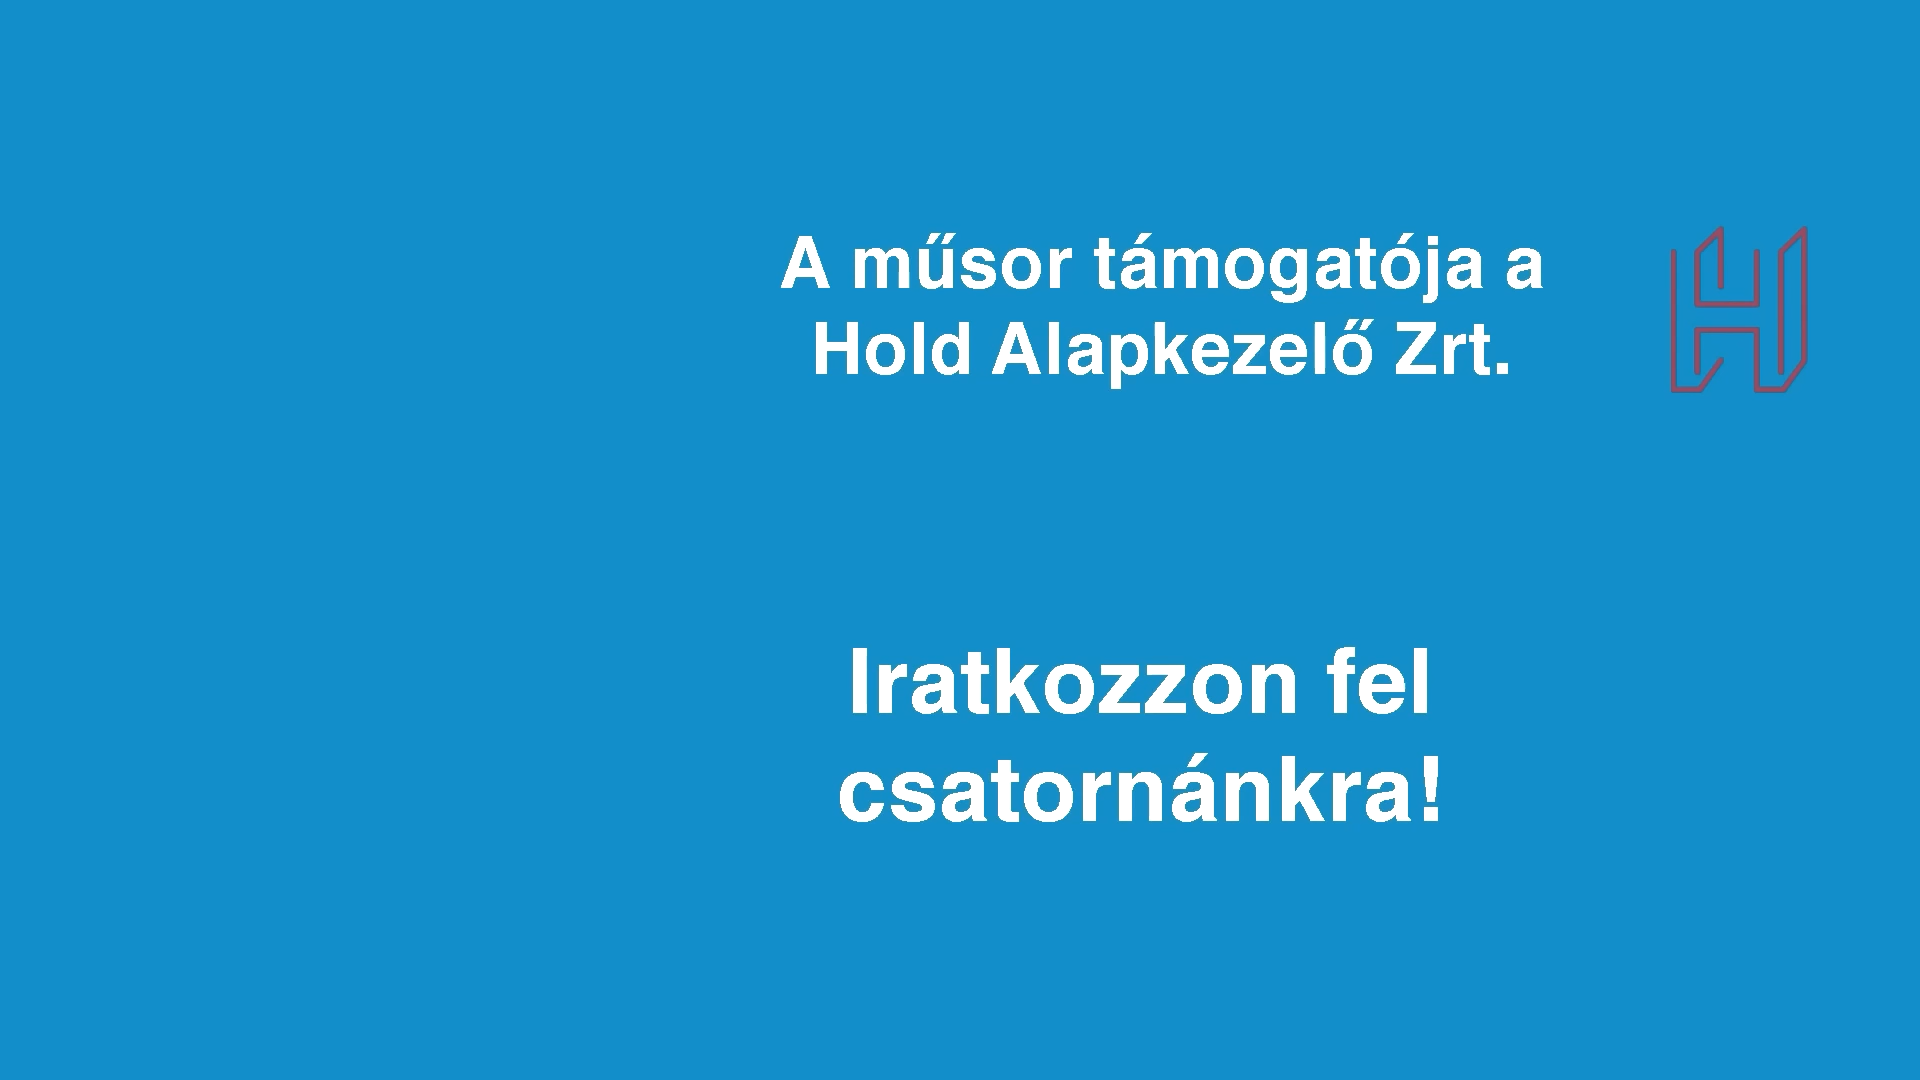 A műsor támogatója a
Hold Alapkezelő Zrt.
Iratkozzon fel
csatornánkra!